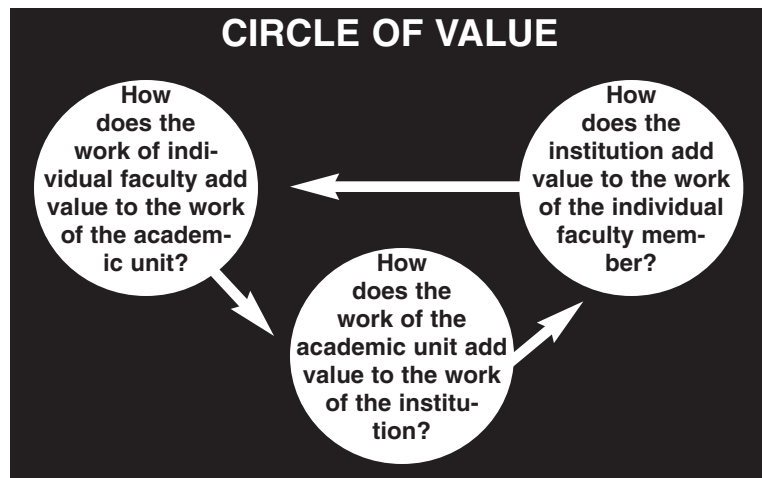 CIRCLE OF VALUE
How
does the
work of indi-
vidual faculty add
value to the work
of the academ-
ic unit?
How
does the
work of the
academic unit add
value to the work
of the institu-
tion?
How
does the
institution add
value to the work
of the individual
faculty mem-
ber?